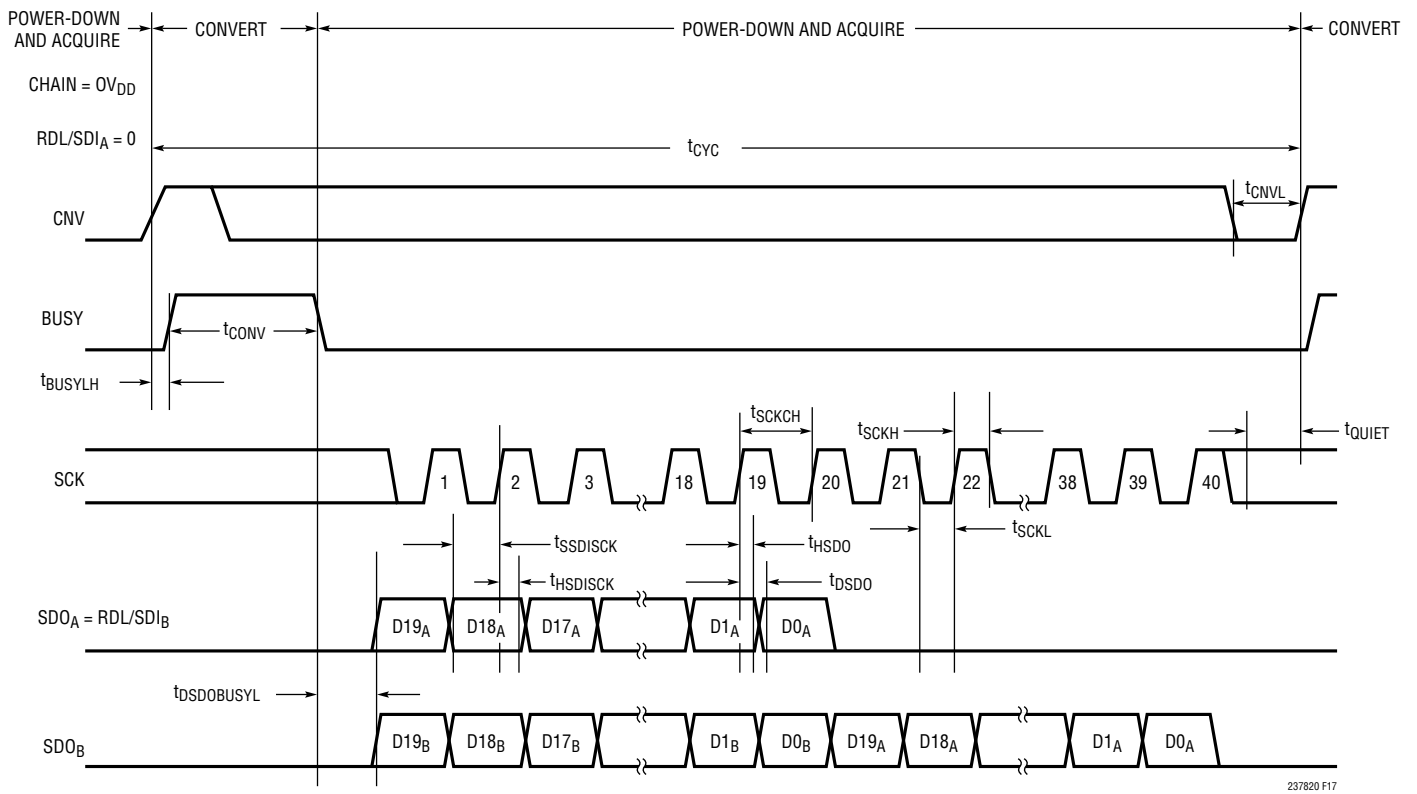 POWER-DOWN
AND ACQUIRE
CONVERT
POWER-DOWN AND ACQUIRE
CONVERT
CHAIN = OVDD
RDL/SDIA = 0
tCYC
CNV
tCNVL
BUSY
tCONV
tBUSYLH
tSCKCH
tSCKH
tQUIET
SCK
1
2
3
18
19
20
21
22
38
39
40
tSSDISCK
tHSDO
tSCKL
tHSDISCK
tDSDO
SDOA = RDL/SDIB
D19A
D18A
D17A
D1A
D0A
tDSDOBUSYL
SDOB
D19B
D18B
D17B
D1B
D0B
D19A
D18A
D1A
D0A
237820 F17